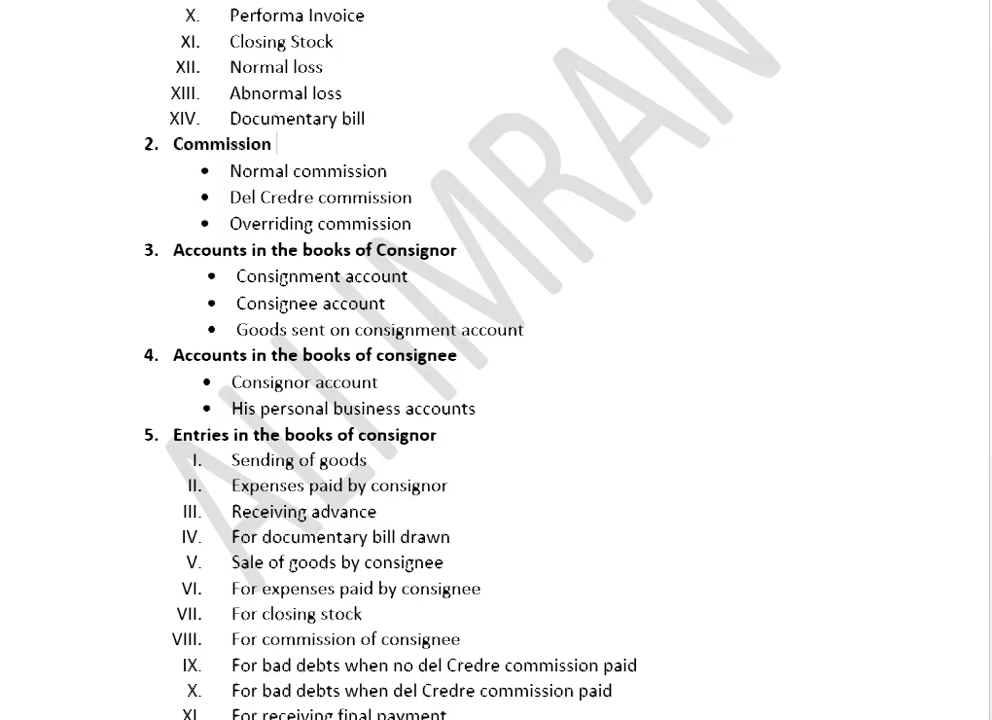 X. Performa Invoice
XI. Closing Stock
XII. Normal loss
XIII. Abnormal loss
XIV. Documentary bill
2. Commission
• Normal commission
• Del Credre commission
• Overriding commission
3. Accounts in the books of Consignor
• Consignment account
• Consignee account
• Goods sent on consignment account
4. Accounts in the books of consignee
• Consignor account
• His personal business accounts
5. Entries in the books of consignor
I. Sending of goods
II. Expenses paid by consignor
III. Receiving advance
IV. For documentary bill drawn
V. Sale of goods by consignee
VI. For expenses paid by consignee
VII. For closing stock
VIII. For commission of consignee
IX. For bad debts when no del Credre commission paid
X. For bad debts when del Credre commission paid
XI. For receiving final payment
ALI IMRAN